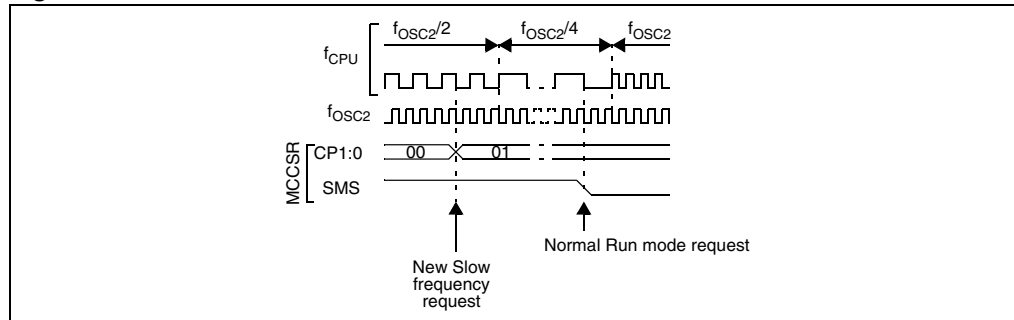 fOSC2/2 fOSC2/4 fOSC2
fCPU
fOSC2
MCCSR
CP1:0 00 01
SMS
Normal Run mode request
New Slow
frequency
request